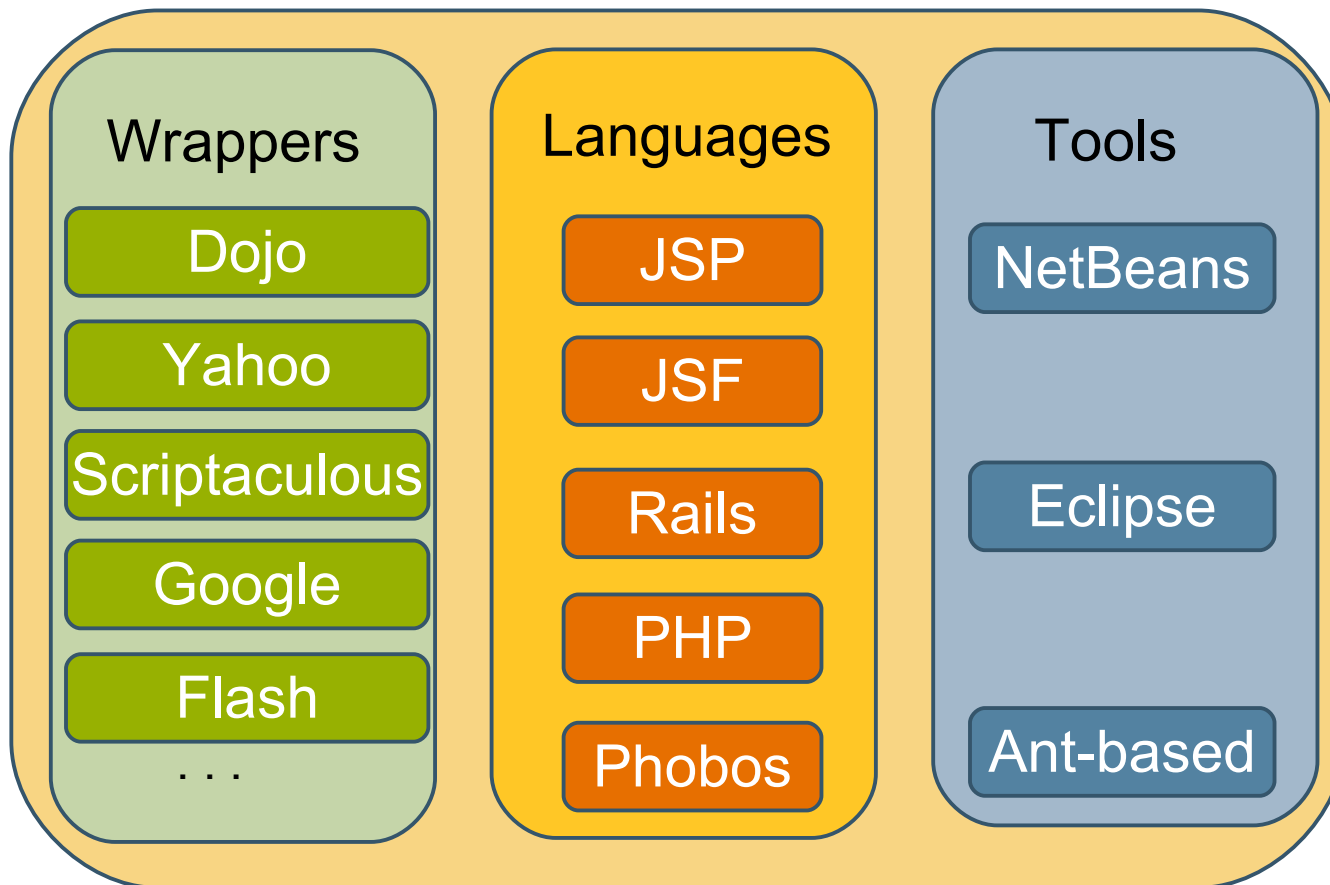 Wrappers
Dojo
Yahoo
Scriptaculous
Google
Flash
. . .
Languages
JSP
JSF
Rails
PHP
Phobos
Tools
NetBeans
Eclipse
Ant-based